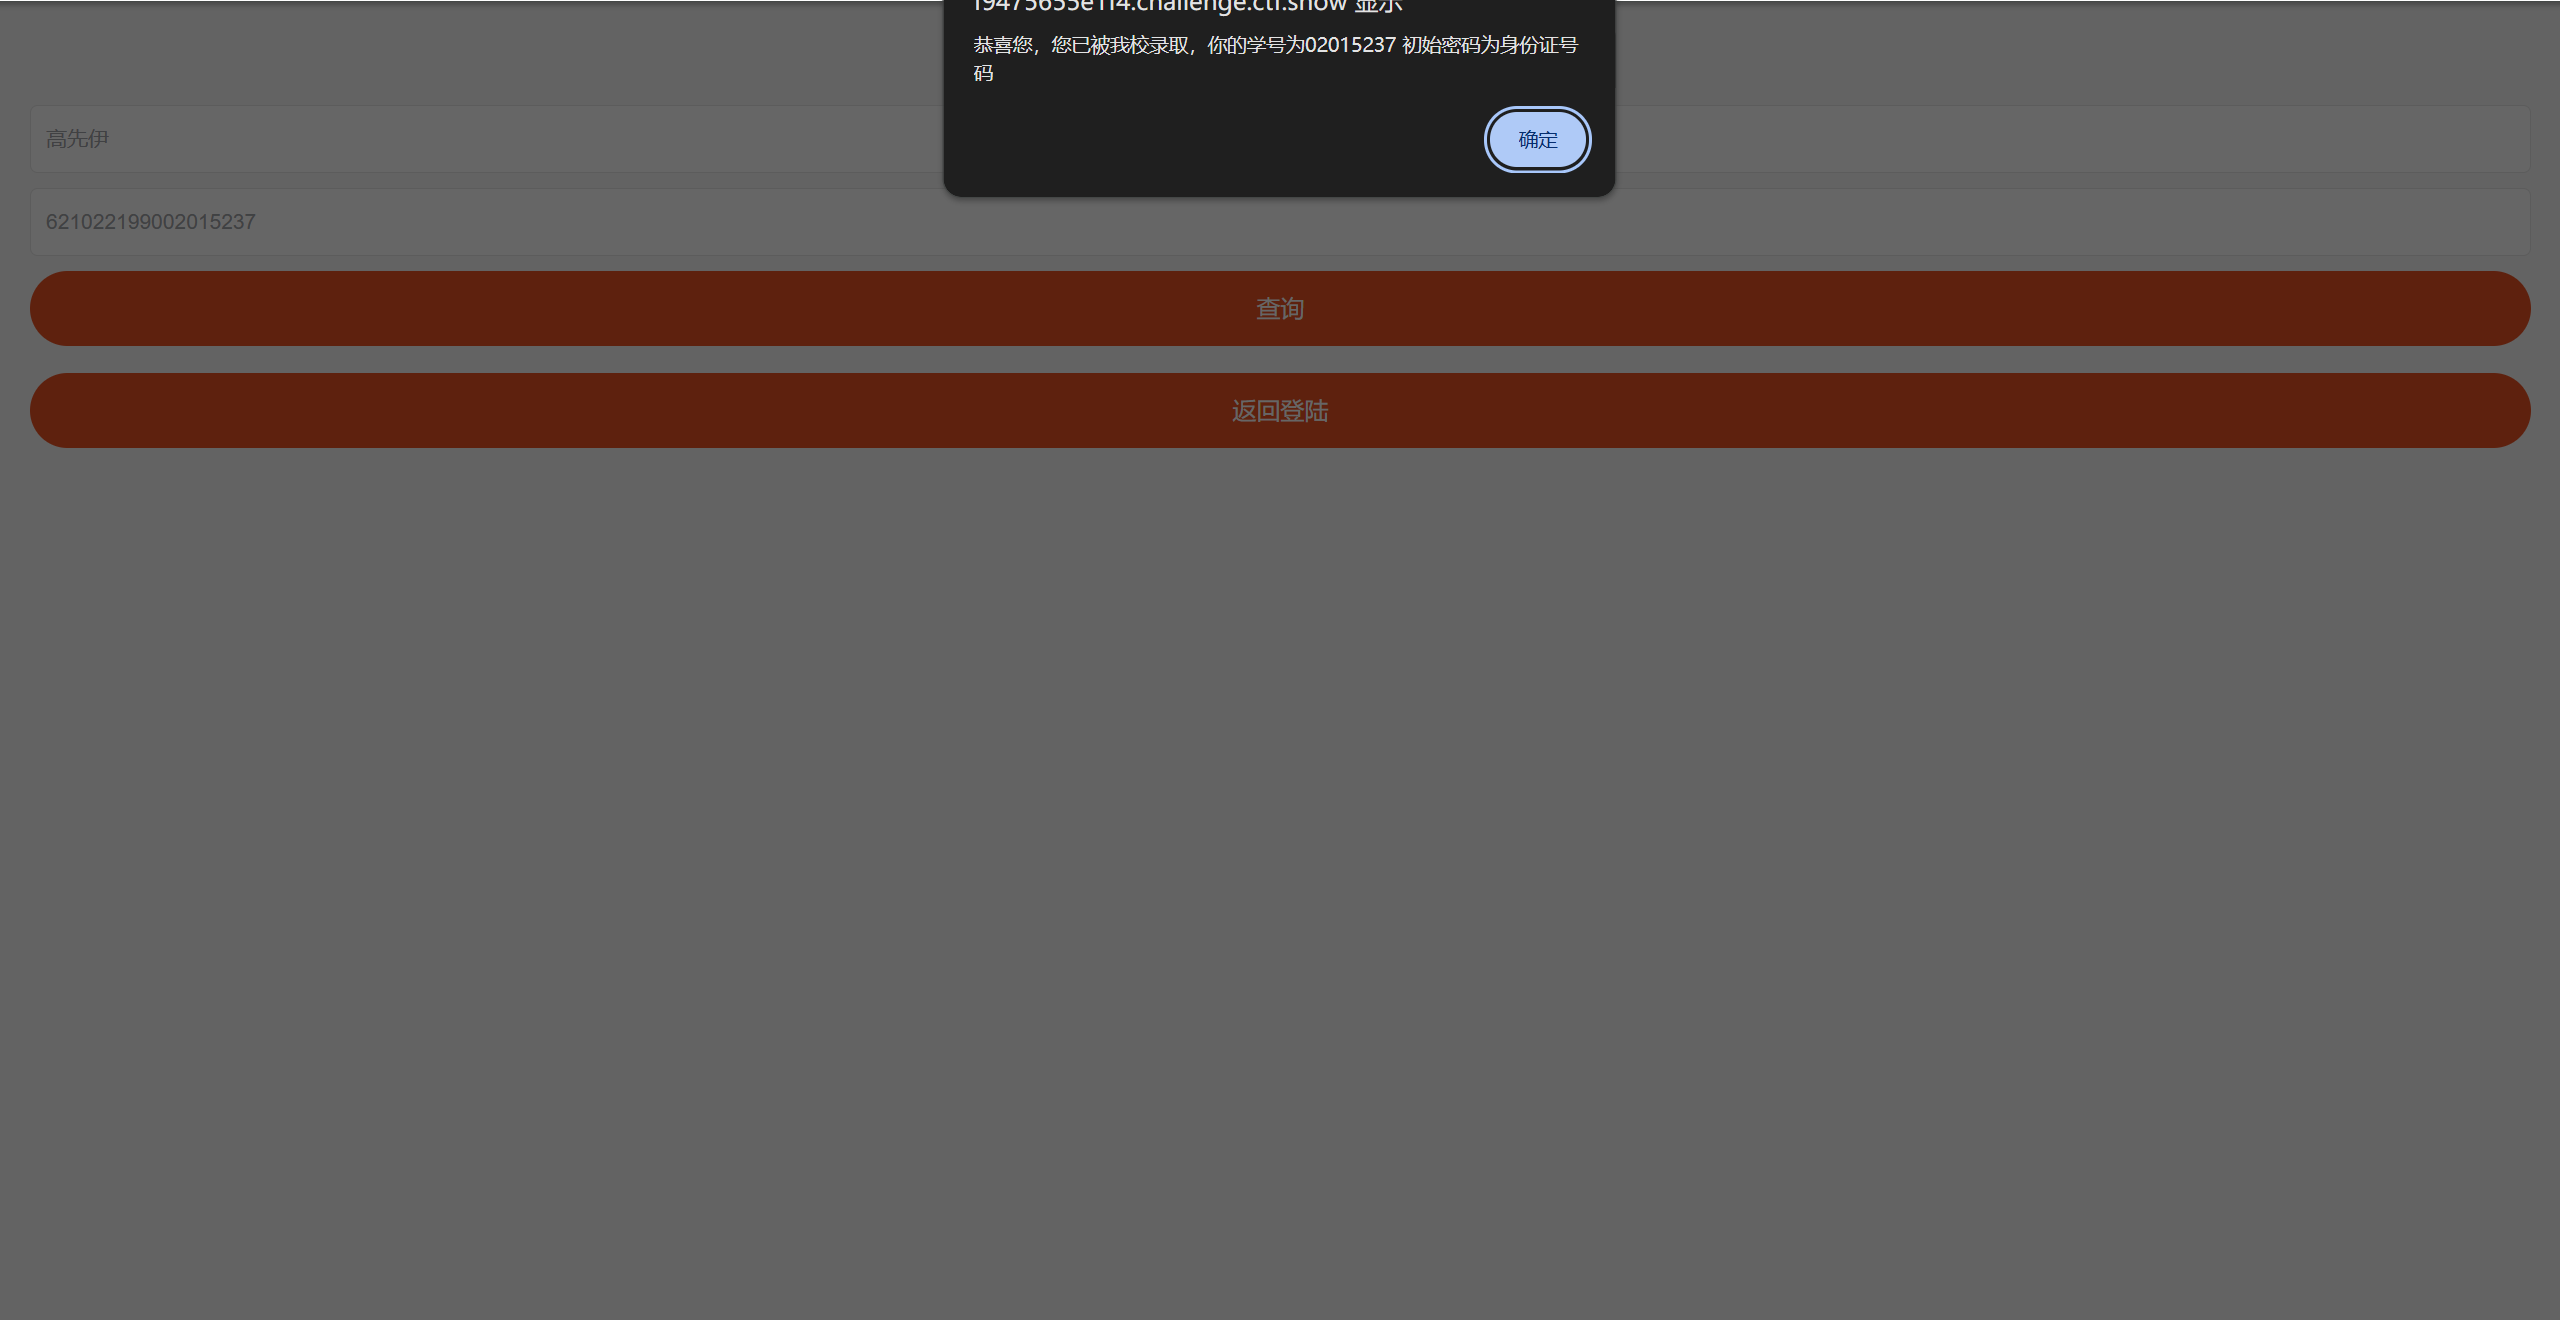 f9475655e1f4.challenge.ctf.show 显示
恭喜您，您已被我校录取，你的学号为02015237 初始密码为身份证号
码
确定
高先伊
621022199002015237
查询
返回登陆